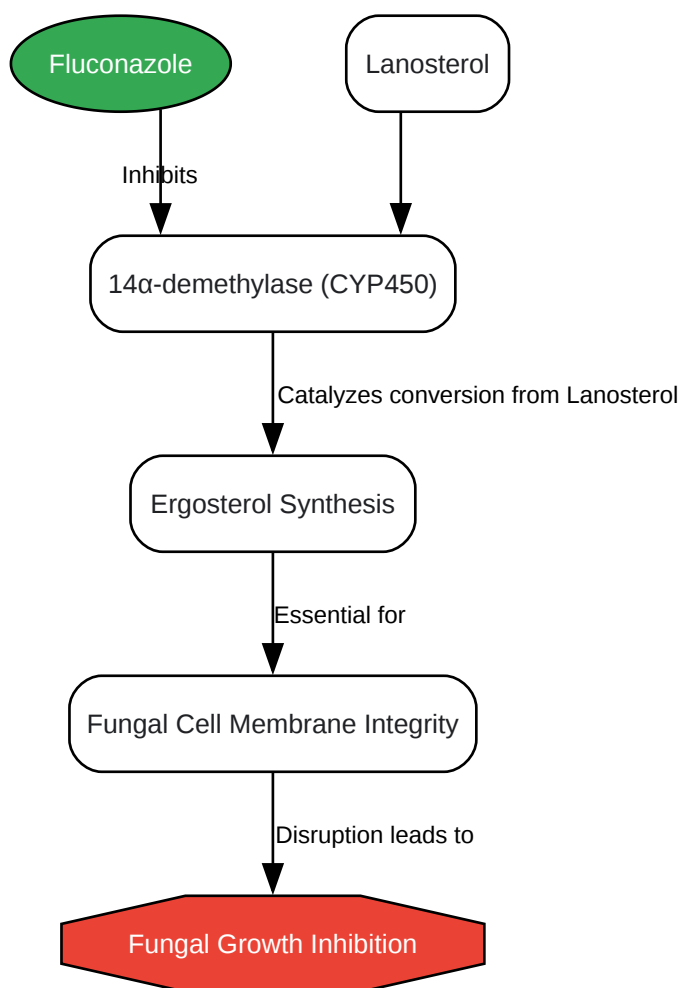 Fluconazole
Lanosterol
Inhibits
14α-demethylase (CYP450)
Catalyzes conversion from Lanosterol
Ergosterol Synthesis
Essential for
Fungal Cell Membrane Integrity
Disruption leads to
Fungal Growth Inhibition